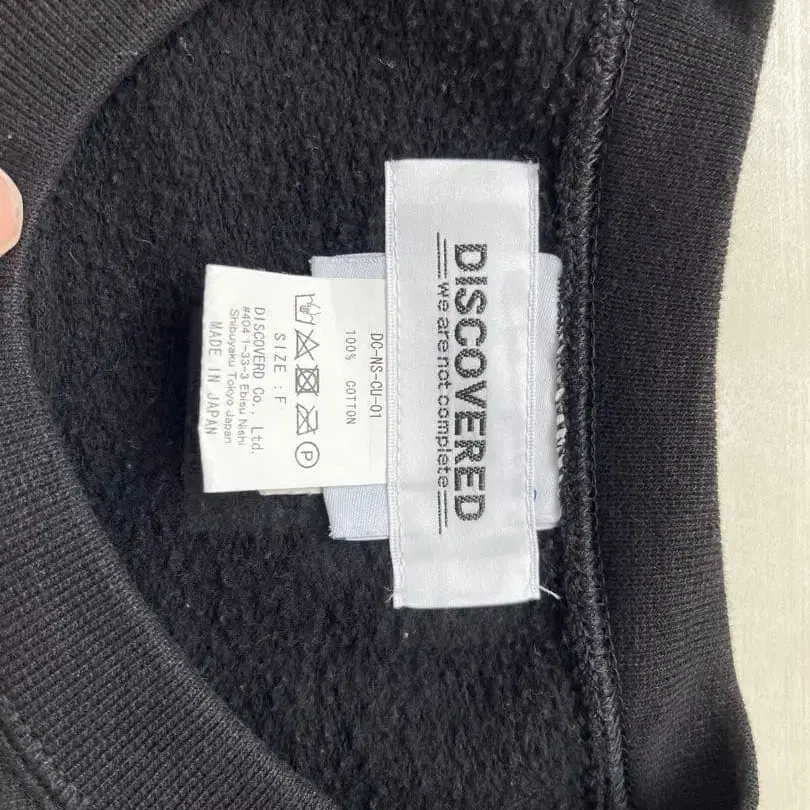 DISCOVERED
we are not complete
DC-NS-CU-01
100% COTTON
P
SIZE : F
DISCOVERD Co., Ltd.
#404 1-33-3 Ebisu Nishi
Shibuyaku Tokyo Japan
MADE IN JAPAN